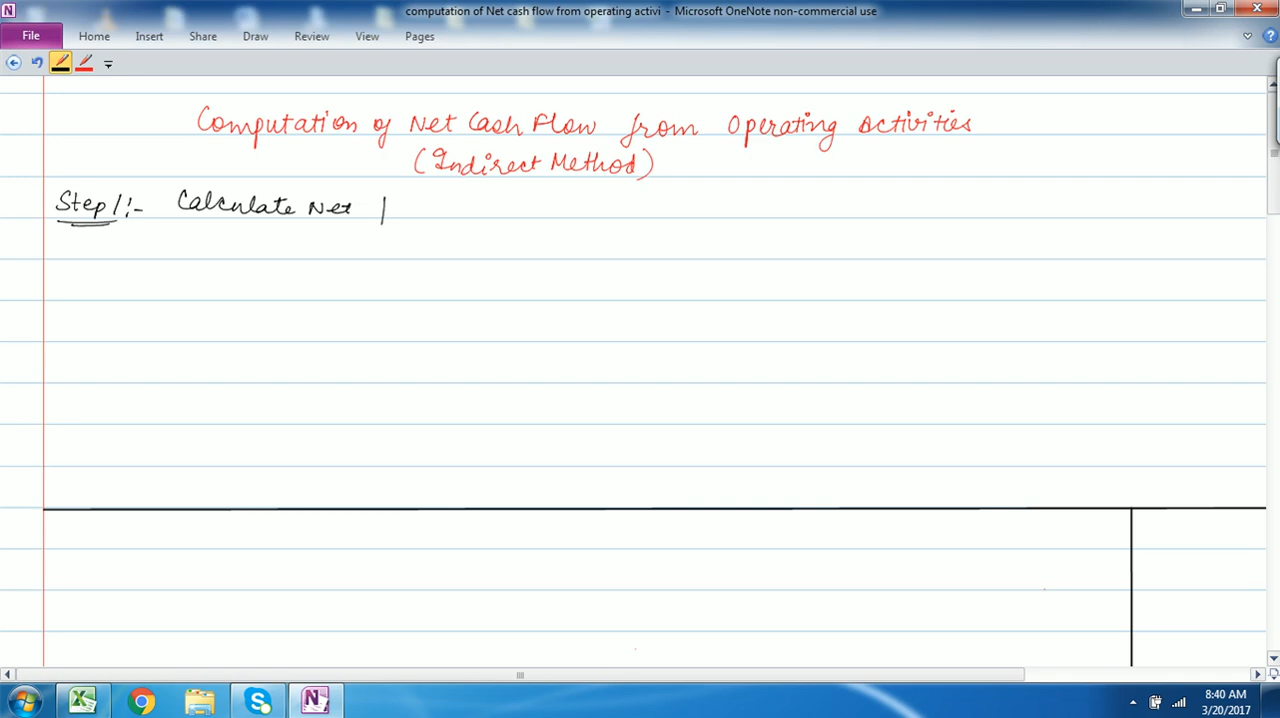 computation of Net cash flow from operating activi - Microsoft OneNote non-commercial use
File Home Insert Share Draw Review View Pages
Computation of Net Cash Flow from Operating Activities
(Indirect Method)
Step 1:- Calculate Net
8:40 AM
3/20/2017